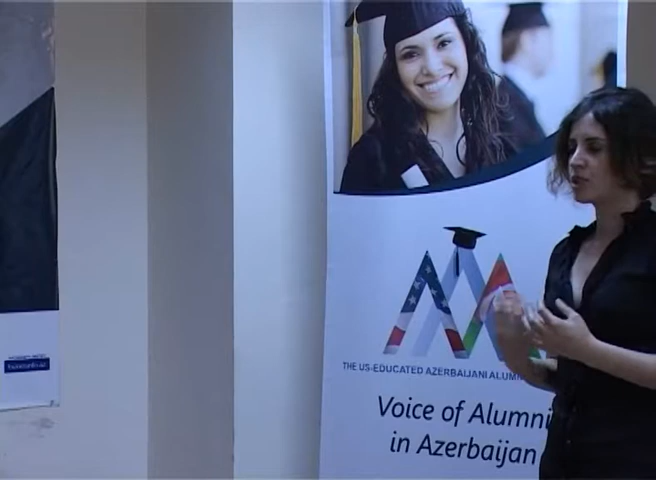 THE US-EDUCATED AZERBAIJANI ALUMNI
Voice of Alumni
in Azerbaijan